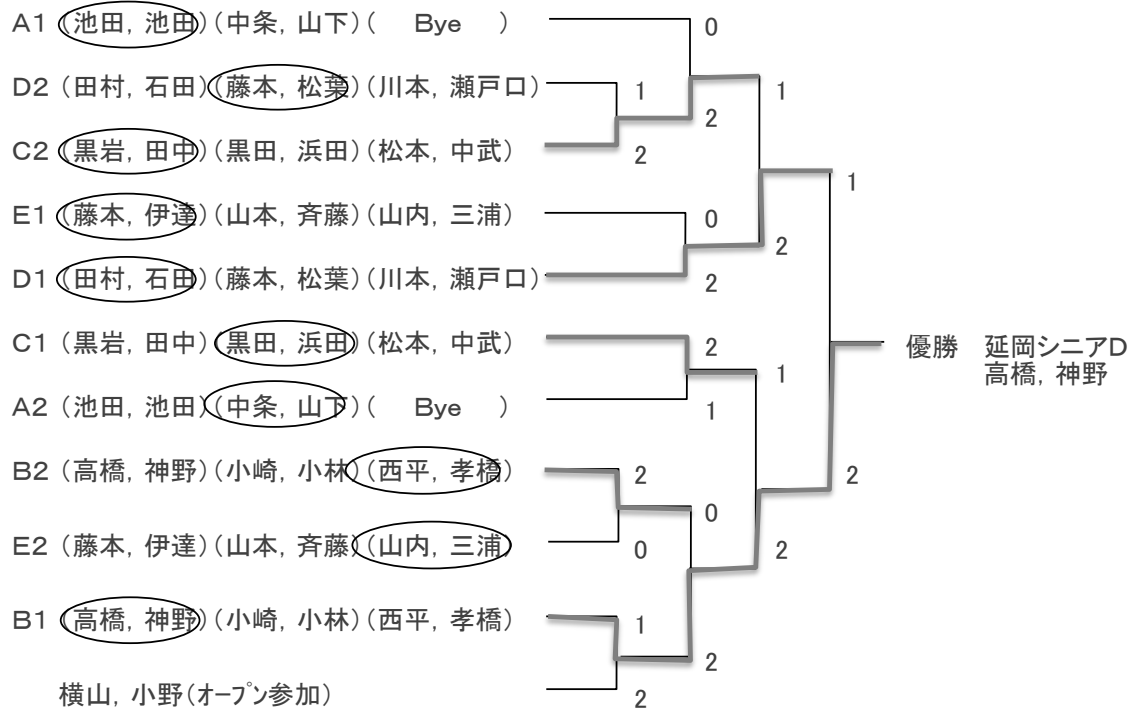 A1 (池田, 池田)(中条, 山下)(　Bye　) 0
D2 (田村, 石田)(藤本, 松葉)(川本, 瀬戸口) 1 2 1
C2 (黒岩, 田中)(黒田, 浜田)(松本, 中武) 2
1
E1 (藤本, 伊達)(山本, 斉藤)(山内, 三浦) 0
2
D1 (田村, 石田)(藤本, 松葉)(川本, 瀬戸口) 2
C1 (黒岩, 田中)(黒田, 浜田)(松本, 中武) 2
優勝 延岡シニアD
高橋, 神野
1
A2 (池田, 池田)(中条, 山下)(　Bye　) 1
B2 (高橋, 神野)(小崎, 小林)(西平, 孝橋) 2
2
0
E2 (藤本, 伊達)(山本, 斉藤)(山内, 三浦) 0 2
B1 (高橋, 神野)(小崎, 小林)(西平, 孝橋) 1
2
横山, 小野(オープン参加) 2